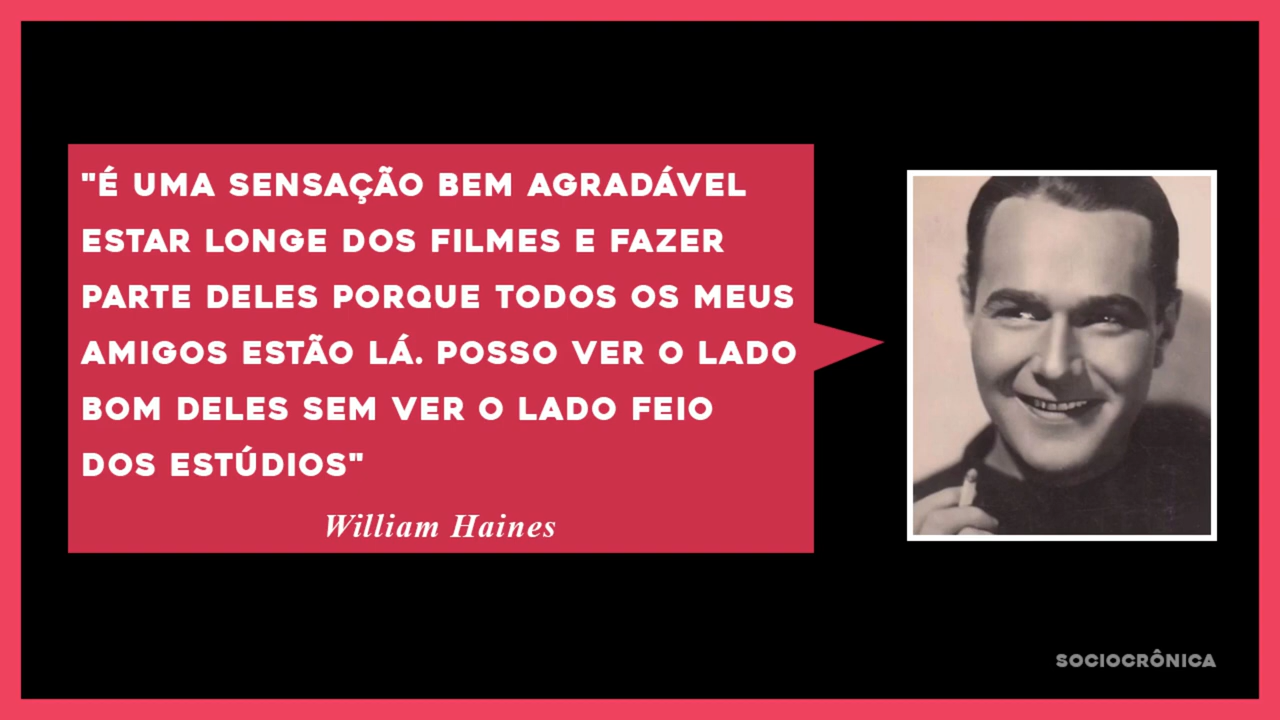 "É UMA SENSAÇÃO BEM AGRADÁVEL
ESTAR LONGE DOS FILMES E FAZER
PARTE DELES PORQUE TODOS OS MEUS
AMIGOS ESTÃO LÁ. POSSO VER O LADO
BOM DELES SEM VER O LADO FEIO
DOS ESTÚDIOS"
William Haines
SOCIOCRÔNICA